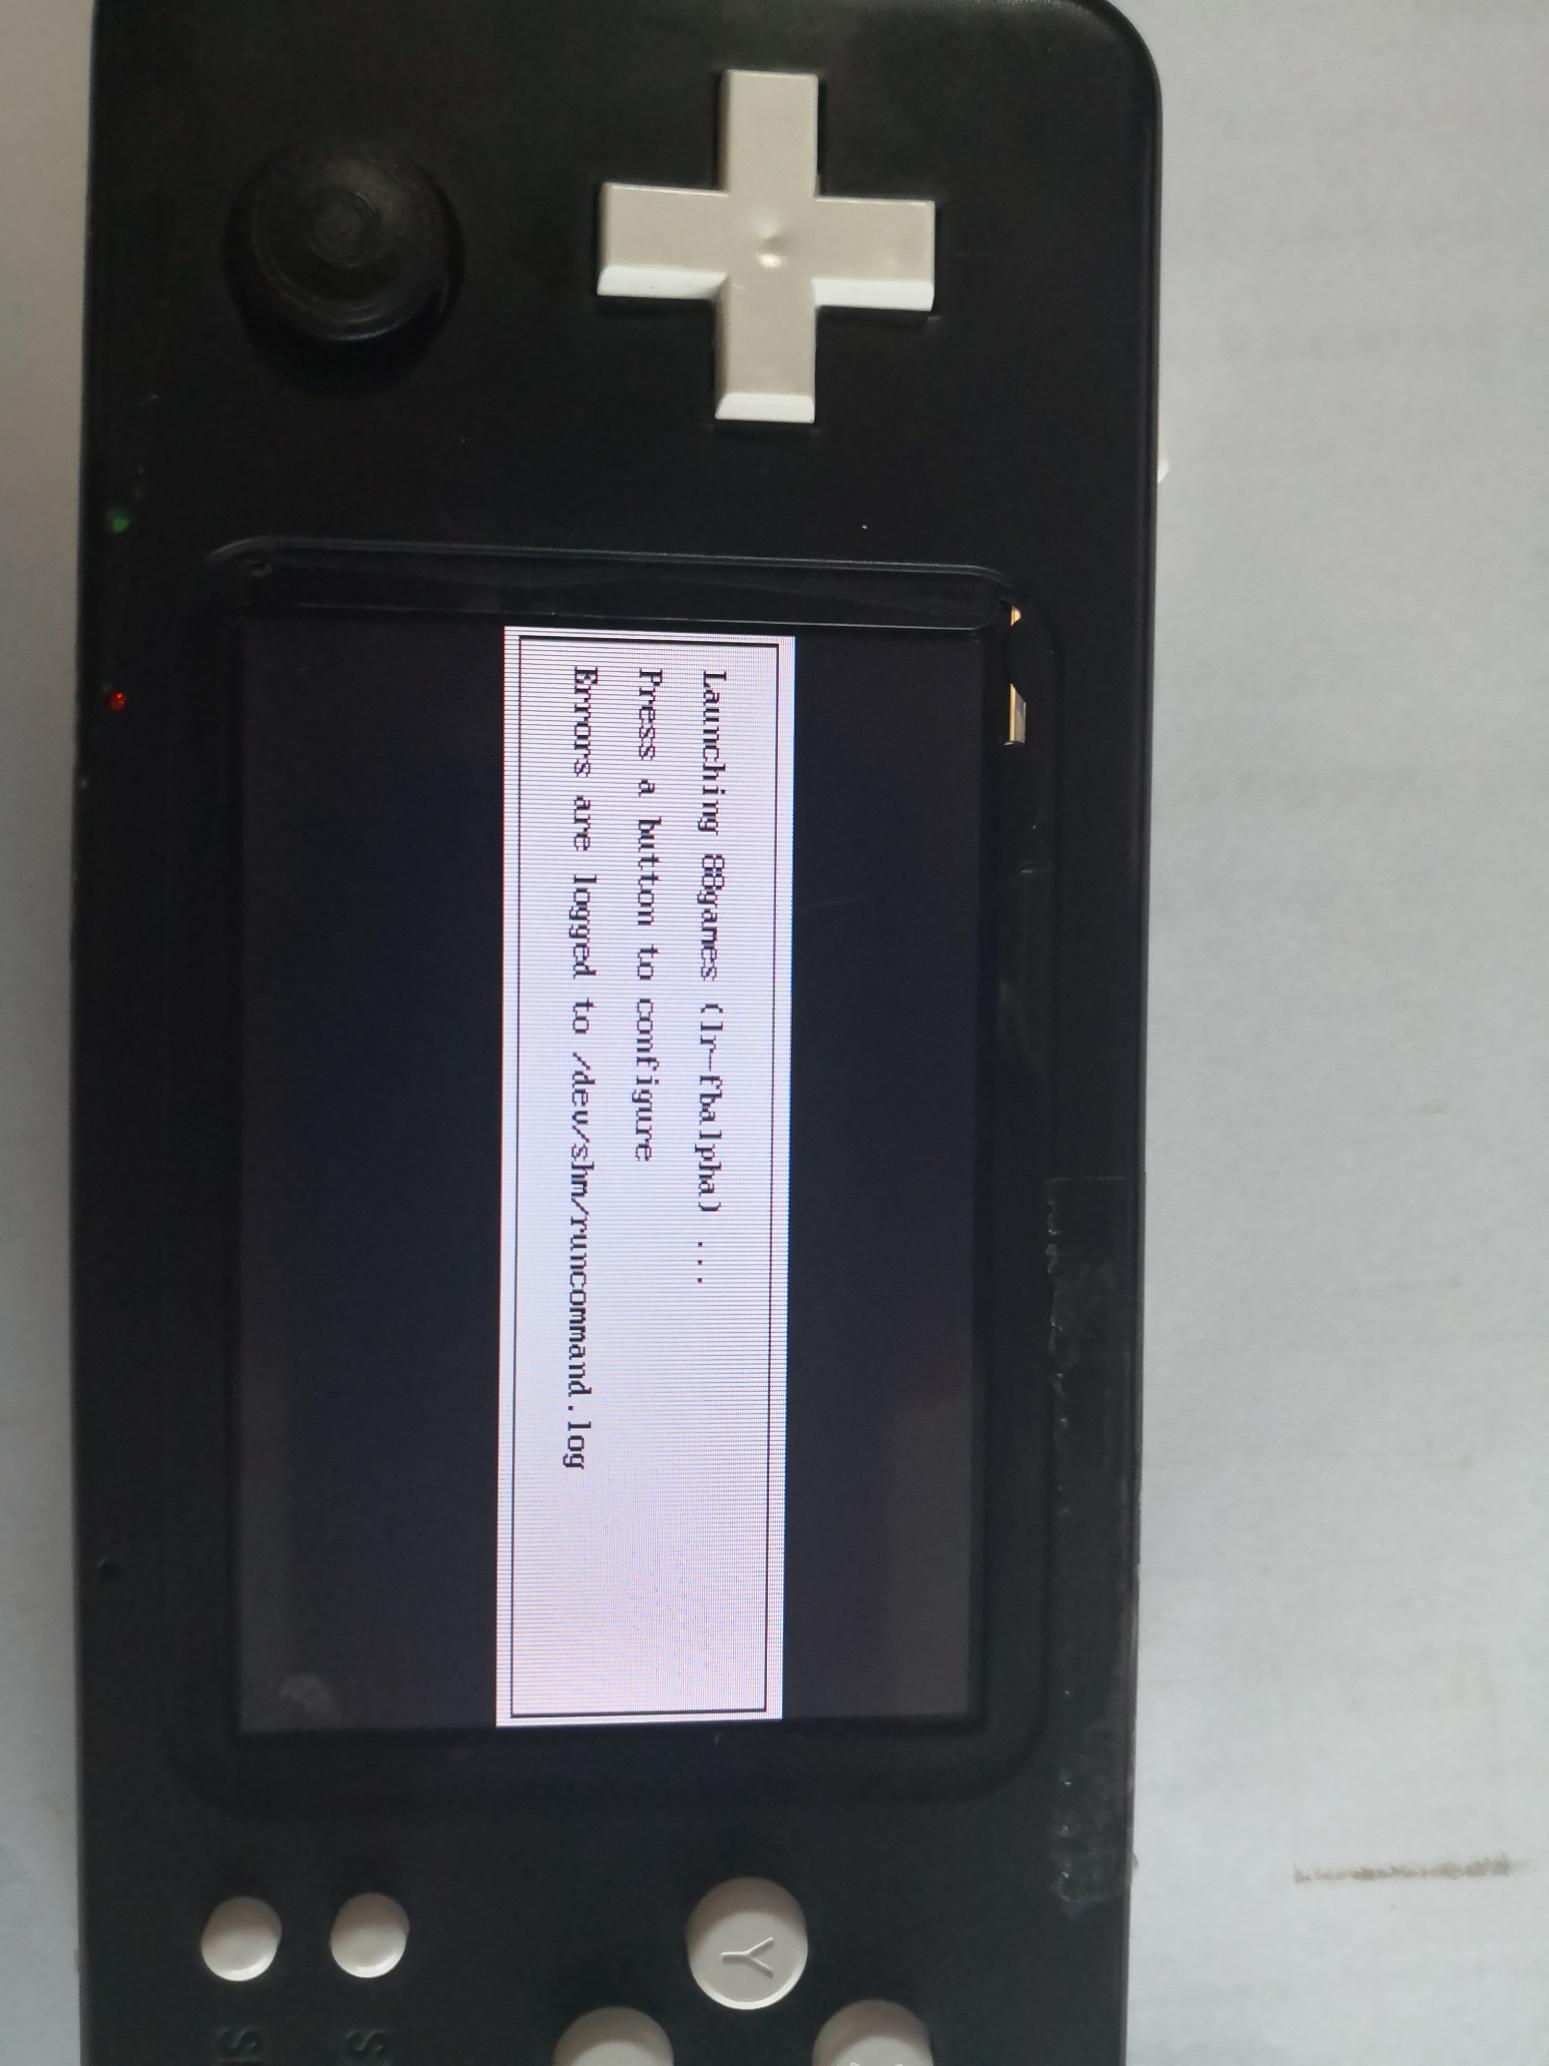 Launching 88games (lr-fbalpha) ...
Press a button to configure
Errors are logged to /dev/shm/runcommand.log
Y
S
S